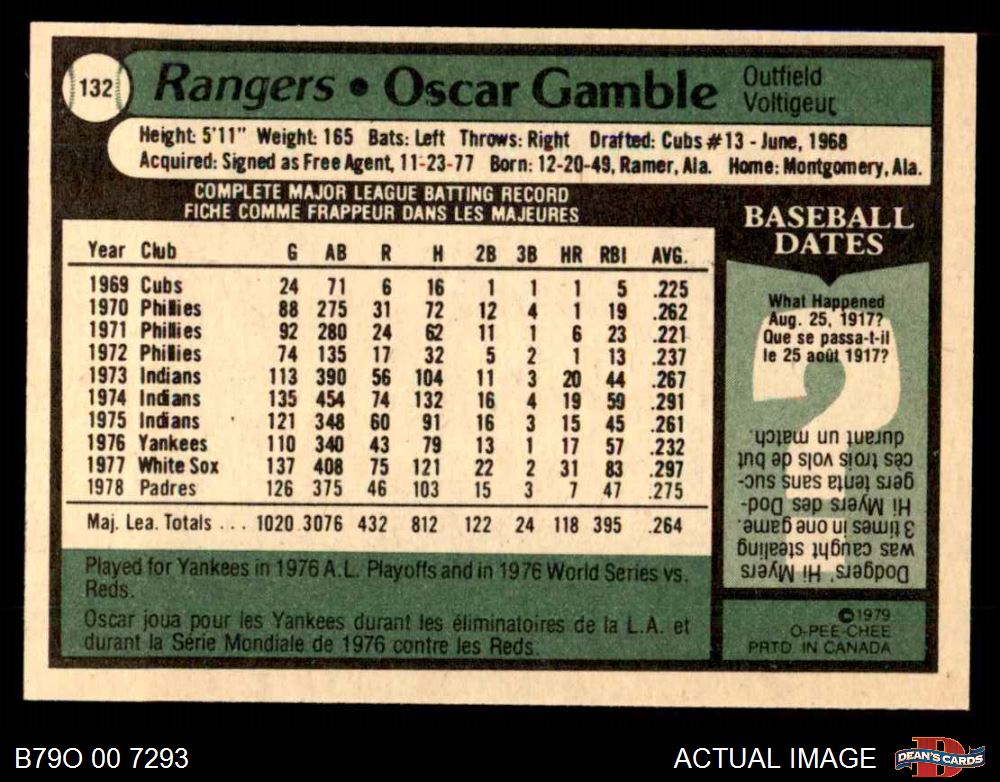 132 Rangers • Oscar Gamble Outfield
Voltigeur
Height: 5'11" Weight: 165 Bats: Left Throws: Right Drafted: Cubs #13 - June, 1968
Acquired: Signed as Free Agent, 11-23-77 Born: 12-20-49, Ramer, Ala. Home: Montgomery, Ala.
COMPLETE MAJOR LEAGUE BATTING RECORD
FICHE COMME FRAPPEUR DANS LES MAJEURES
Year Club G AB R H 2B 3B HR RBI AVG.
1969 Cubs 24 71 6 16 1 1 1 5 .225
1970 Phillies 88 275 31 72 12 4 1 19 .262
1971 Phillies 92 280 24 62 11 1 6 23 .221
1972 Phillies 74 135 17 32 5 2 1 13 .237
1973 Indians 113 390 56 104 11 3 20 44 .267
1974 Indians 135 454 74 132 16 4 19 59 .291
1975 Indians 121 348 60 91 16 3 15 45 .261
1976 Yankees 110 340 43 79 13 1 17 57 .232
1977 White Sox 137 408 75 121 22 2 31 83 .297
1978 Padres 126 375 46 103 15 3 7 47 .275
Maj. Lea. Totals ... 1020 3076 432 812 122 24 118 395 .264
Played for Yankees in 1976 A.L. Playoffs and in 1976 World Series vs.
Reds.
Oscar joua pour les Yankees durant les éliminatoires de la L.A. et
durant la Série Mondiale de 1976 contre les Reds.
BASEBALL
DATES
What Happened
Aug. 25, 1917?
Que se passa-t-il
le 25 août 1917?
Dodgers' Hi Myers
was caught stealing
3 times in one game.
Hi Myers des Dod-
gers tenta sans suc-
ces trois vols de but
durant un match.
©1979
O-PEE-CHEE
PRTD. IN CANADA
B79O 00 7293
ACTUAL IMAGE
D
DEAN'S CARDS